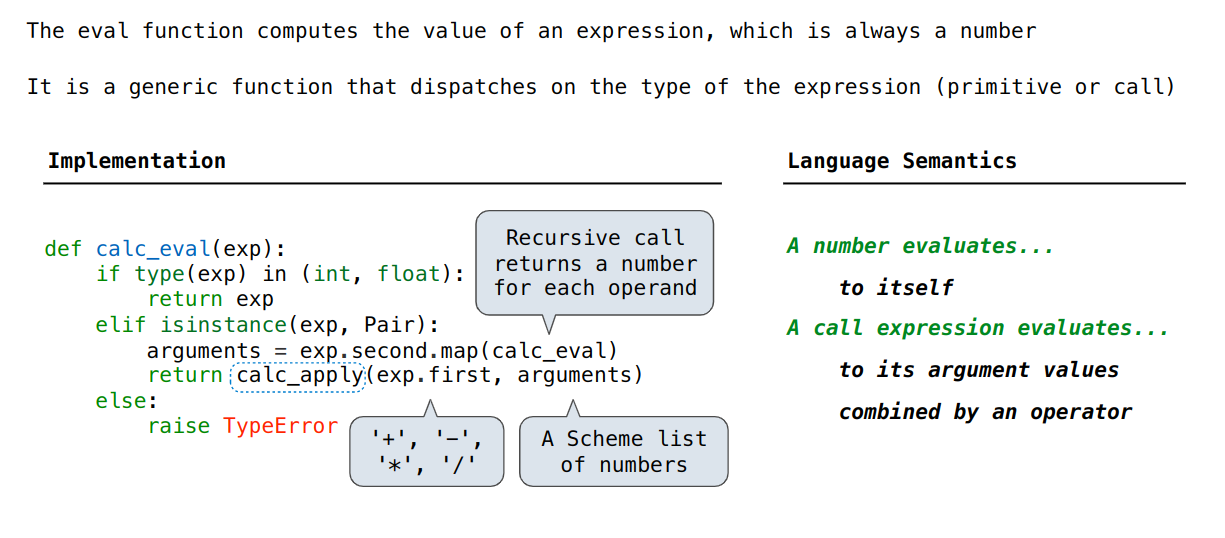 The eval function computes the value of an expression, which is always a number
It is a generic function that dispatches on the type of the expression (primitive or call)
Implementation
def calc_eval(exp):
    if type(exp) in (int, float):
        return exp
    elif isinstance(exp, Pair):
        arguments = exp.second.map(calc_eval)
        return calc_apply(exp.first, arguments)
    else:
        raise TypeError
Recursive call
returns a number
for each operand
'+', '−',
'*', '/'
A Scheme list
of numbers
Language Semantics
A number evaluates...
to itself
A call expression evaluates...
to its argument values
combined by an operator